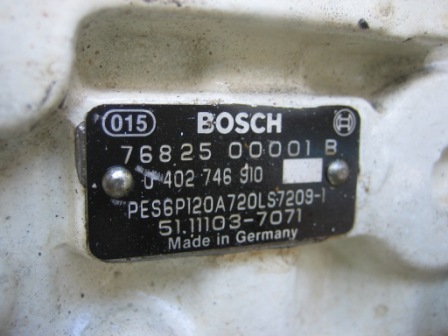 015 BOSCH
76825 00001 B
0 402 746 910
PES6P120A720LS7209-1
51.11103-7071
Made in Germany